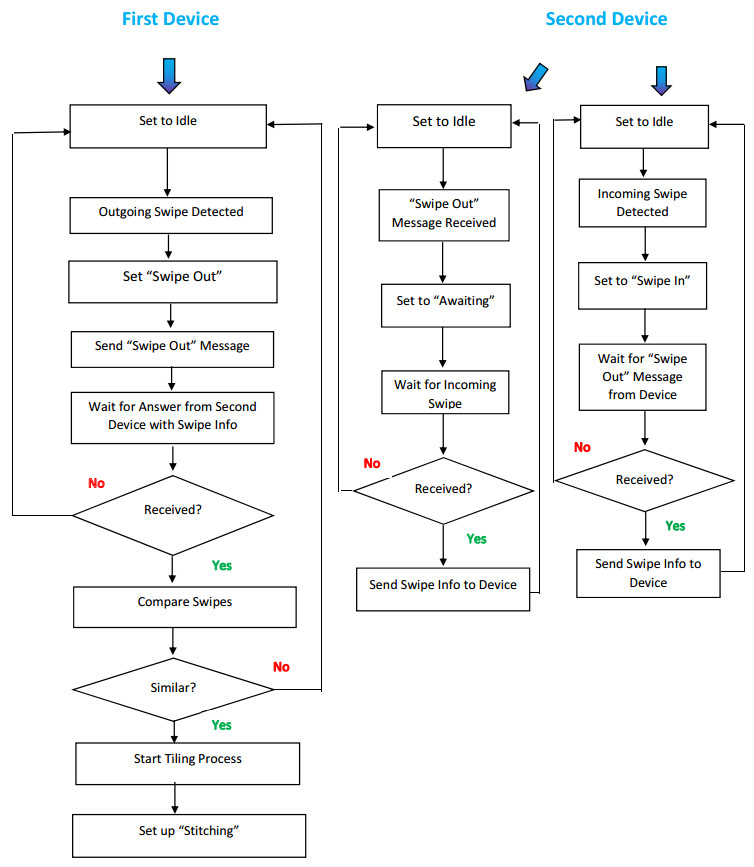 First Device
Set to Idle
Outgoing Swipe Detected
Set “Swipe Out”
Send “Swipe Out” Message
Wait for Answer from Second
Device with Swipe Info
No
Received?
Yes
Compare Swipes
No
Similar?
Yes
Start Tiling Process
Set up “Stitching”
Second Device
Set to Idle
“Swipe Out”
Message Received
Set to “Awaiting”
Wait for Incoming
Swipe
No
Received?
Yes
Send Swipe Info to Device
Set to Idle
Incoming Swipe
Detected
Set to “Swipe In”
Wait for “Swipe
Out” Message
from Device
No
Received?
Yes
Send Swipe Info to
Device